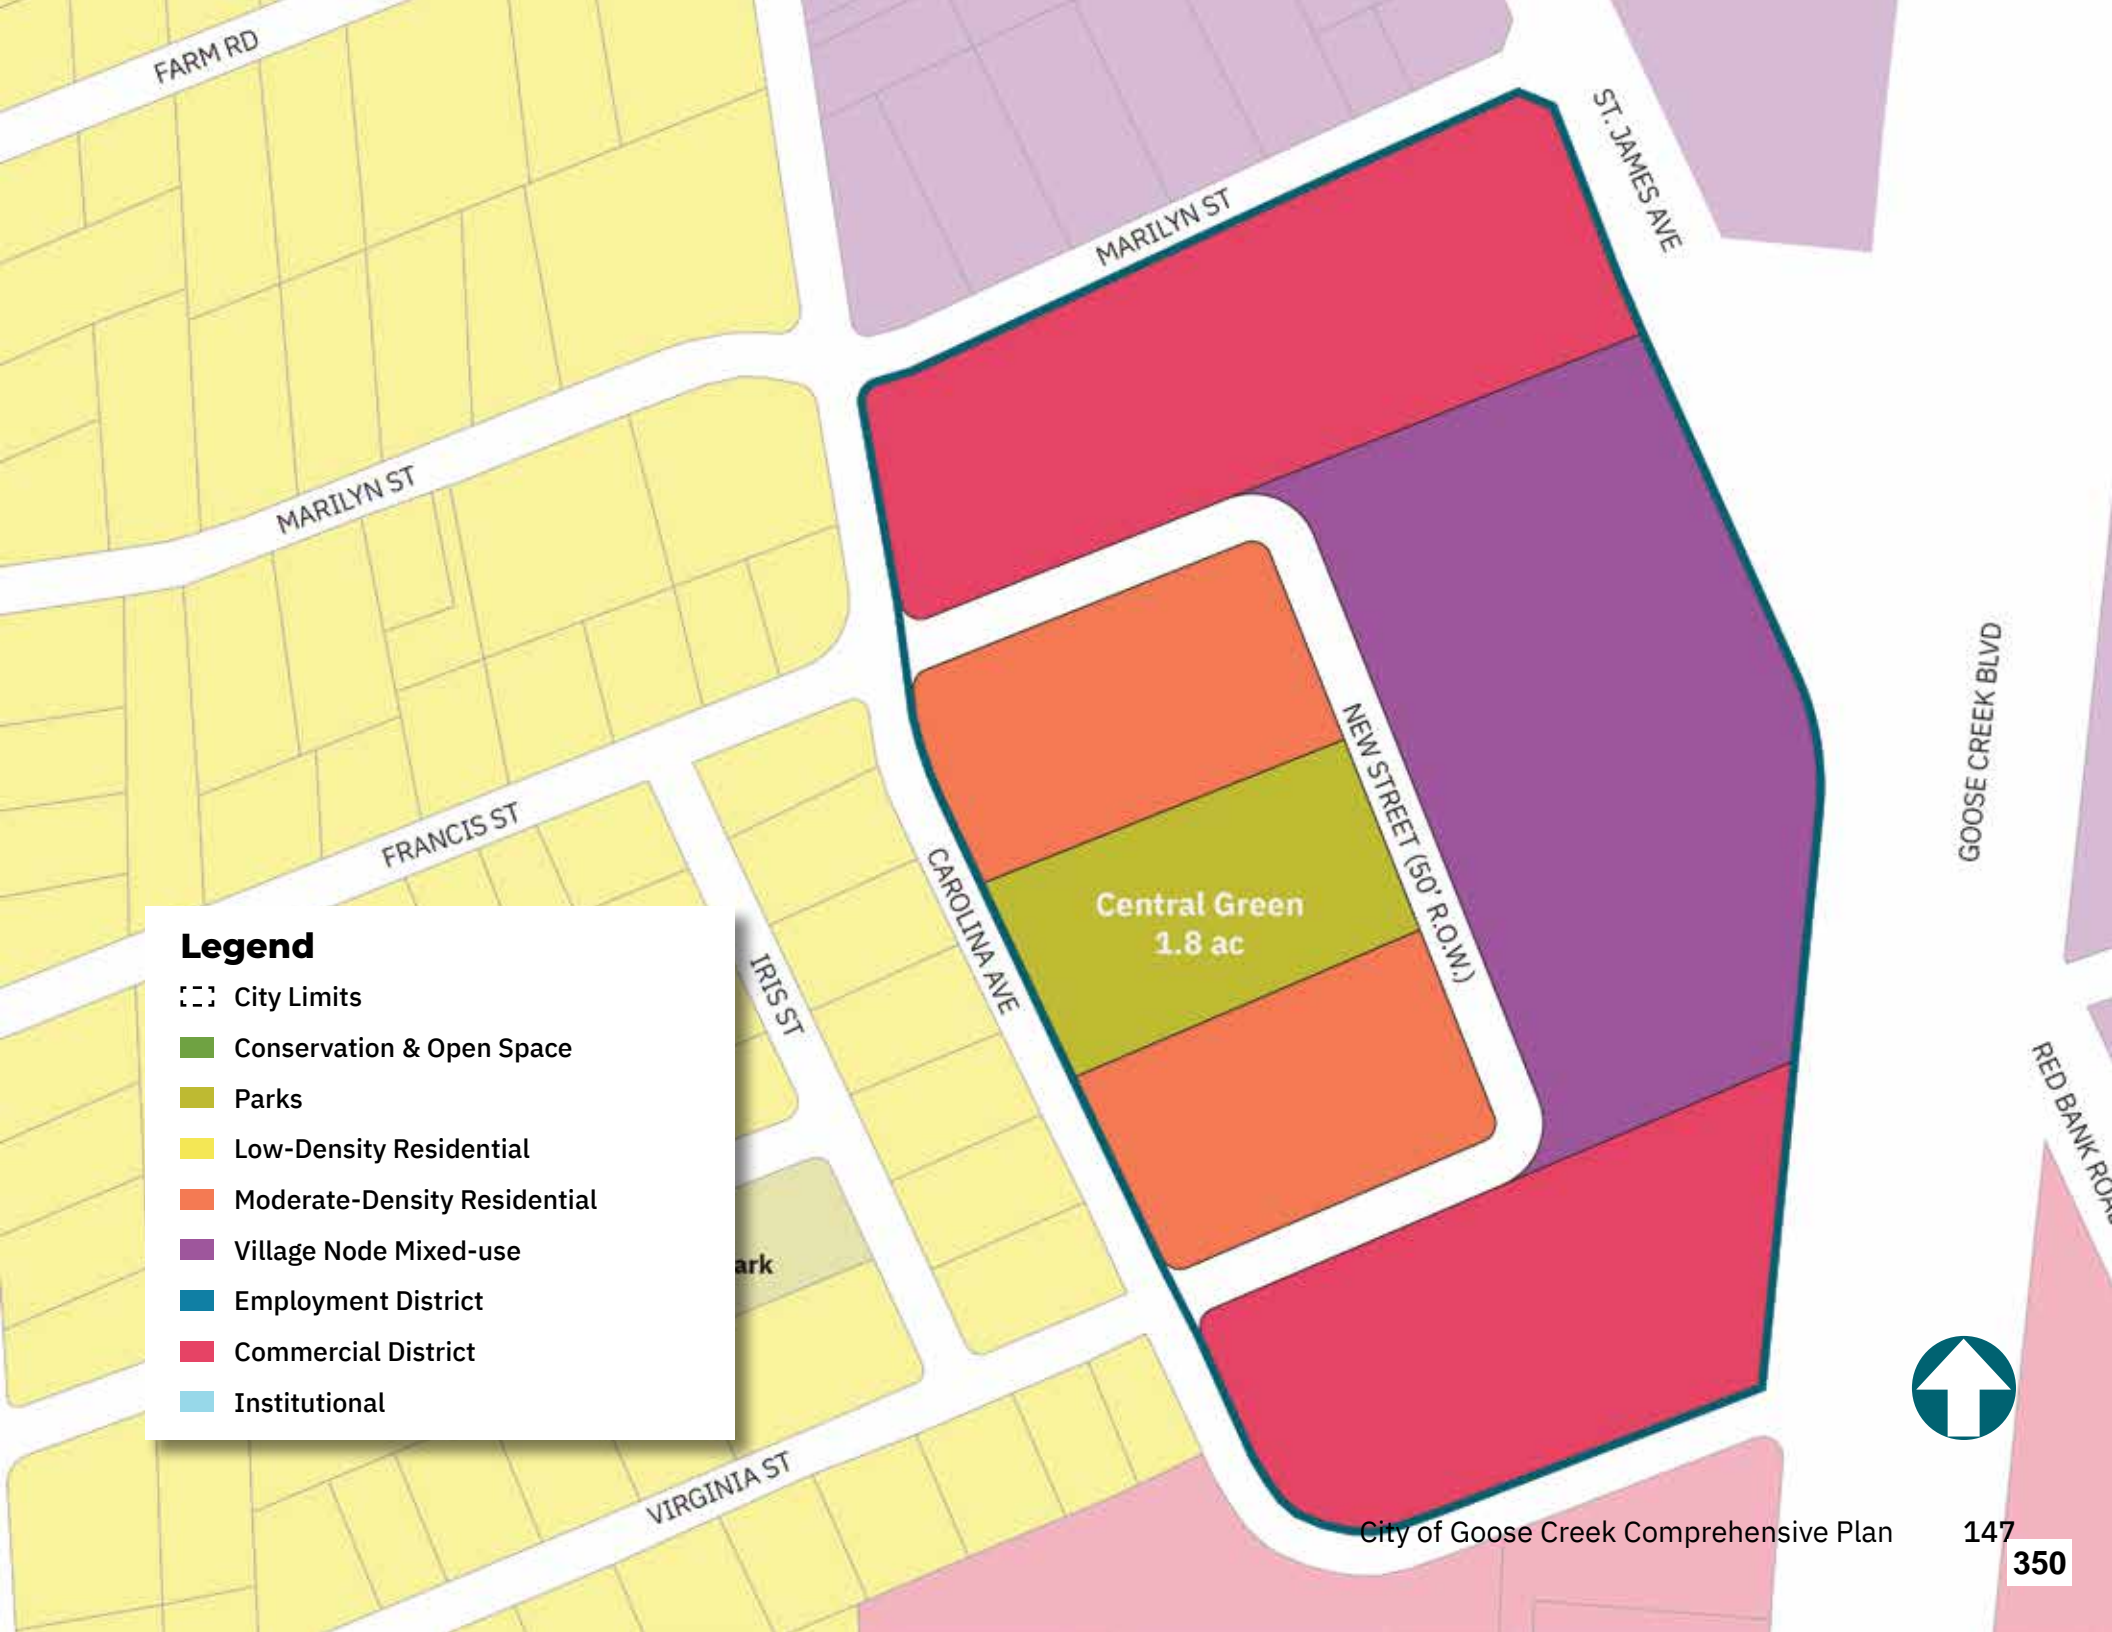 FARM RD
ST. JAMES AVE
MARILYN ST
MARILYN ST
GOOSE CREEK BLVD
NEW STREET (50' R.O.W.)
FRANCIS ST
CAROLINA AVE
Central Green
1.8 ac
IRIS ST
RED BANK ROA
Legend
City Limits
Conservation & Open Space
Parks
Low-Density Residential
Moderate-Density Residential
Village Node Mixed-use
Employment District
Commercial District
Institutional
ark
VIRGINIA ST
City of Goose Creek Comprehensive Plan 147
350